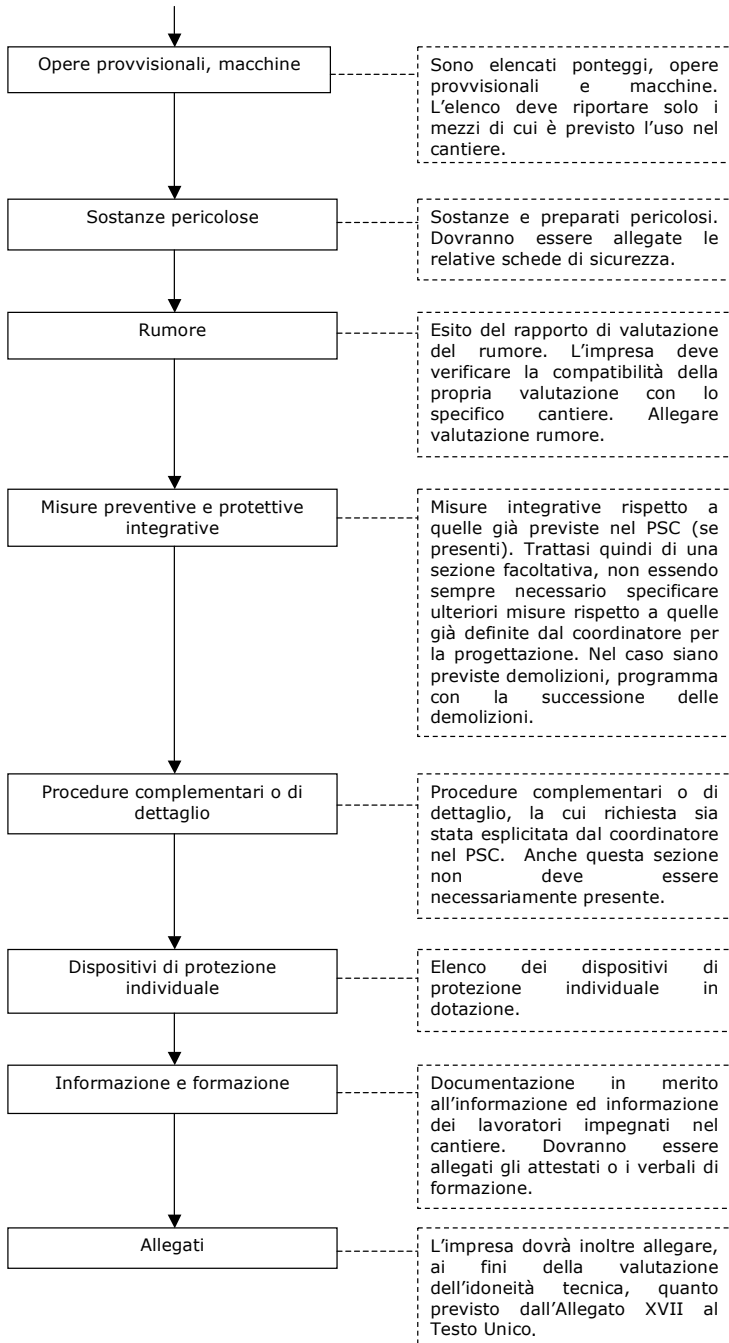 Opere provvisionali, macchine
Sono elencati ponteggi, opere
provvisionali e macchine.
L'elenco deve riportare solo i
mezzi di cui è previsto l'uso nel
cantiere.
Sostanze pericolose
Sostanze e preparati pericolosi.
Dovranno essere allegate le
relative schede di sicurezza.
Rumore
Esito del rapporto di valutazione
del rumore. L'impresa deve
verificare la compatibilità della
propria valutazione con lo
specifico cantiere. Allegare
valutazione rumore.
Misure preventive e protettive
integrative
Misure integrative rispetto a
quelle già previste nel PSC (se
presenti). Trattasi quindi di una
sezione facoltativa, non essendo
sempre necessario specificare
ulteriori misure rispetto a quelle
già definite dal coordinatore per
la progettazione. Nel caso siano
previste demolizioni, programma
con la successione delle
demolizioni.
Procedure complementari o di
dettaglio
Procedure complementari o di
dettaglio, la cui richiesta sia
stata esplicitata dal coordinatore
nel PSC. Anche questa sezione
non deve essere
necessariamente presente.
Dispositivi di protezione
individuale
Elenco dei dispositivi di
protezione individuale in
dotazione.
Informazione e formazione
Documentazione in merito
all'informazione ed informazione
dei lavoratori impegnati nel
cantiere. Dovranno essere
allegati gli attestati o i verbali di
formazione.
Allegati
L'impresa dovrà inoltre allegare,
ai fini della valutazione
dell'idoneità tecnica, quanto
previsto dall'Allegato XVII al
Testo Unico.